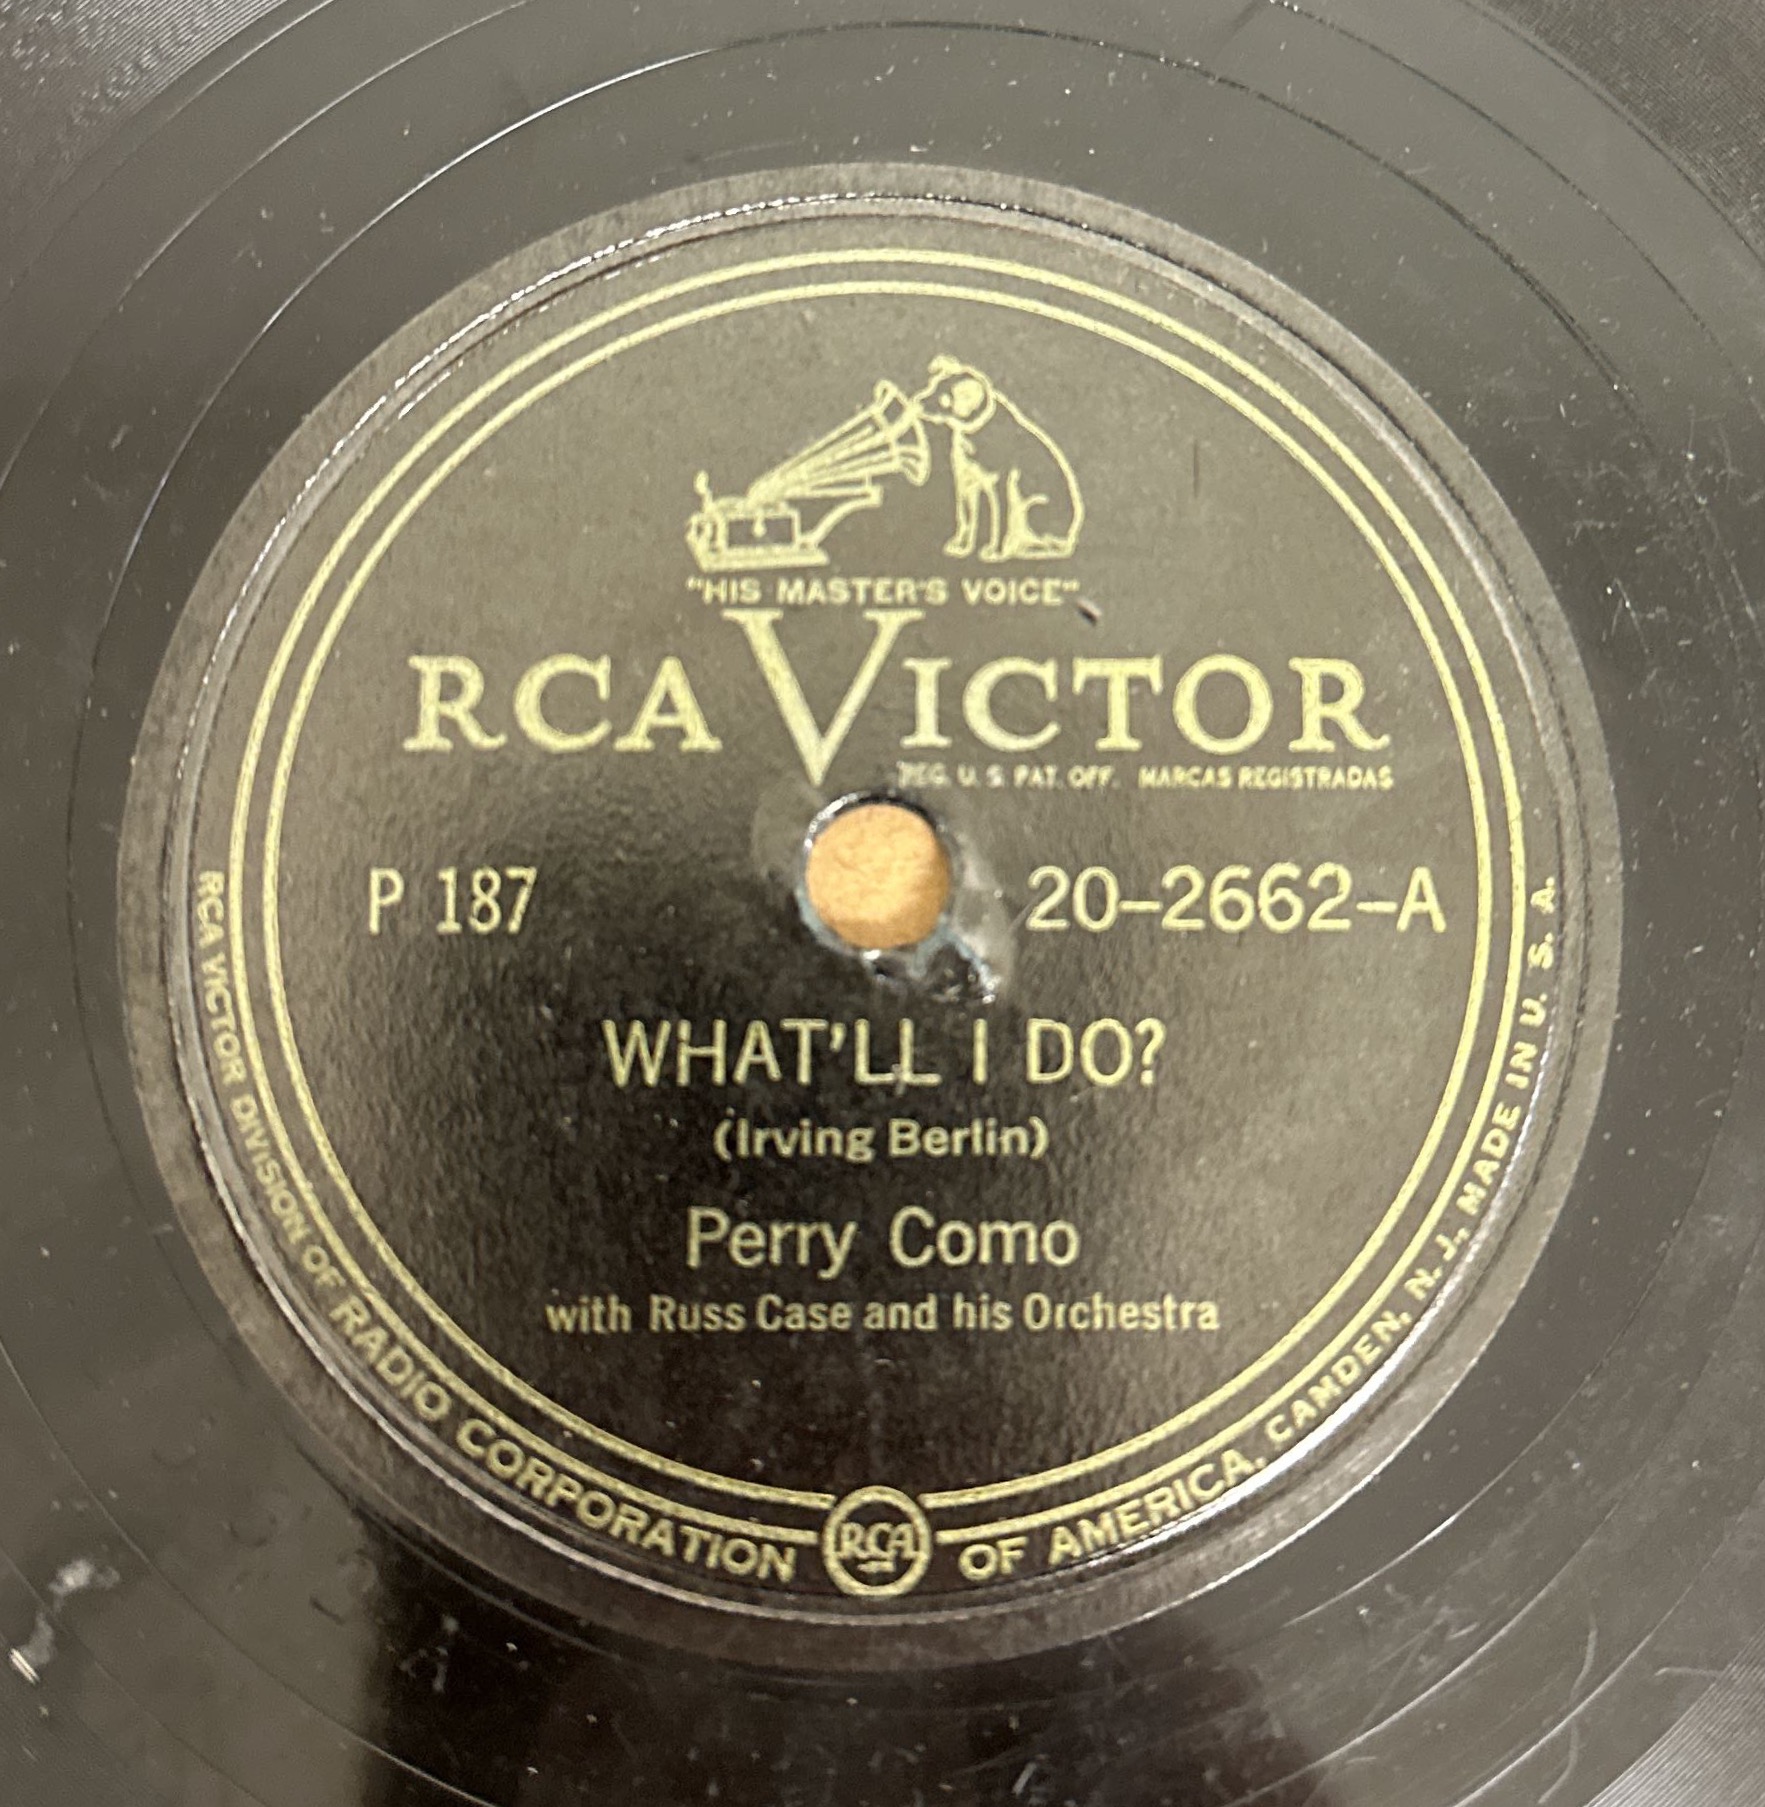 "HIS MASTER'S VOICE"
RCA VICTOR
REG. U. S. PAT. OFF. MARCAS REGISTRADAS
P 187
20-2662-A
WHAT'LL I DO?
(Irving Berlin)
Perry Como
with Russ Case and his Orchestra
RCA VICTOR DIVISION OF RADIO CORPORATION OF AMERICA, CAMDEN, N. J., MADE IN U. S. A.
RCA